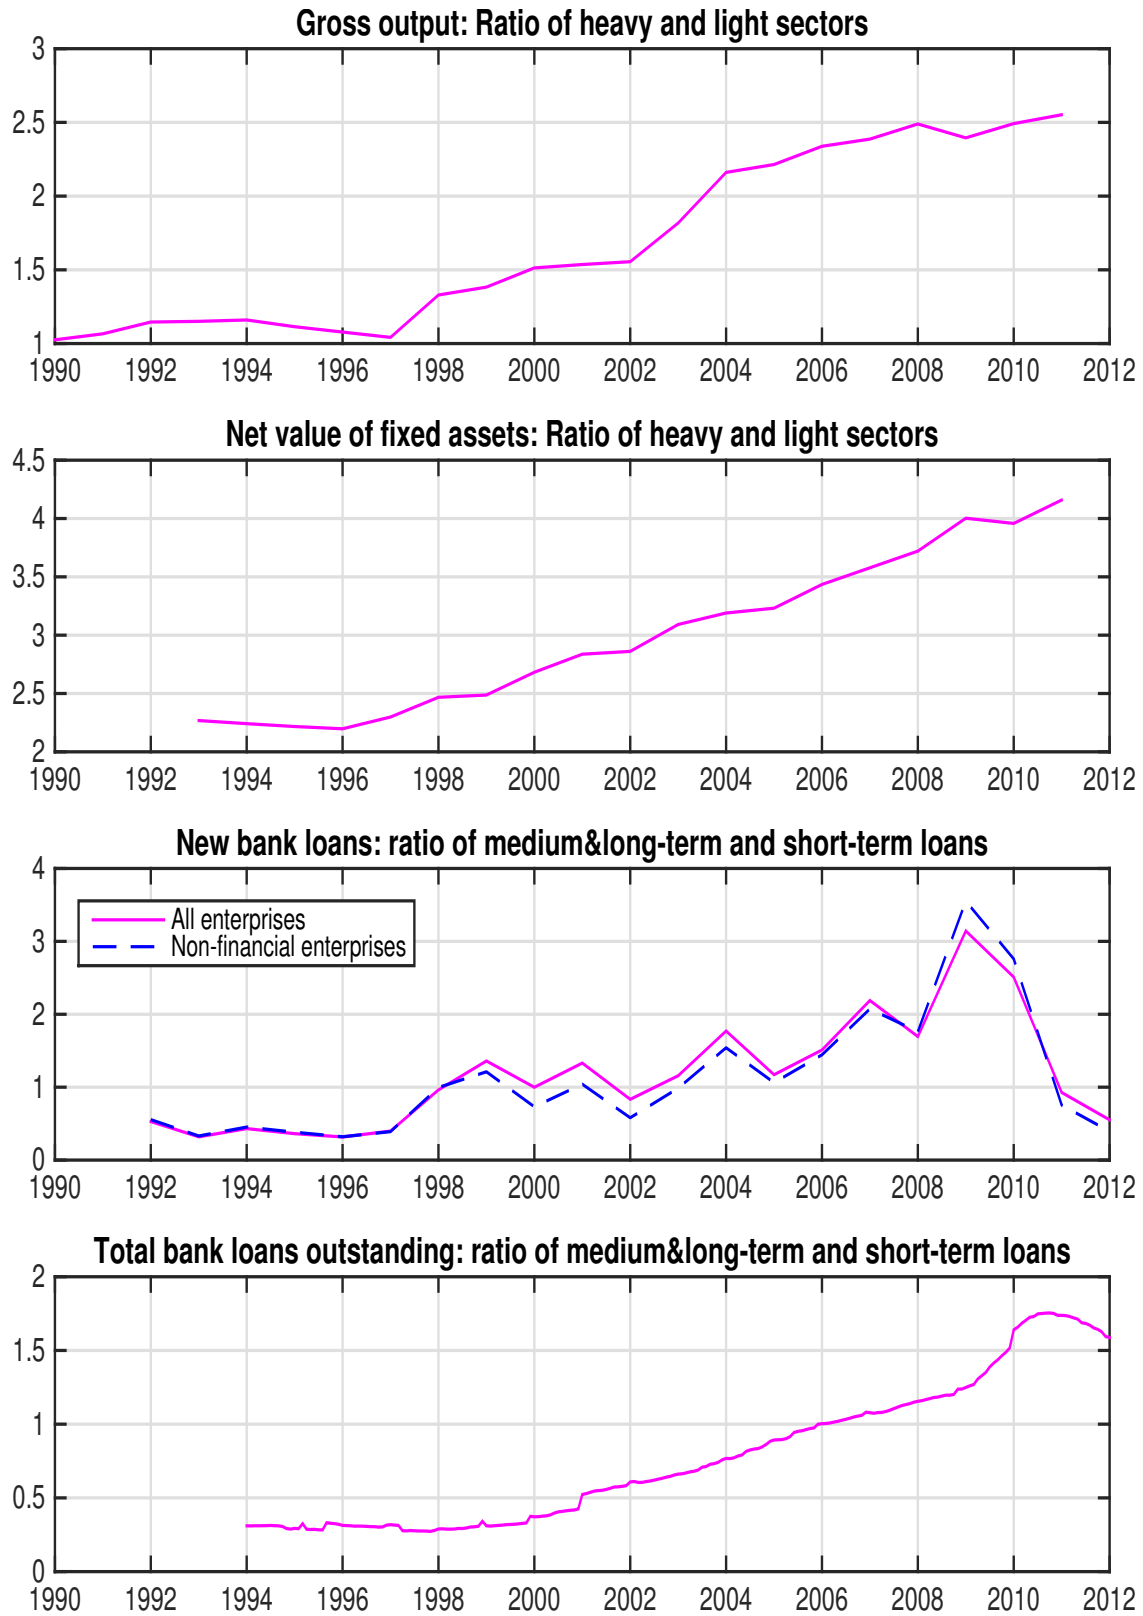 Gross output: Ratio of heavy and light sectors
3
2.5
2
1.5
1
1990 1992 1994 1996 1998 2000 2002 2004 2006 2008 2010 2012
Net value of fixed assets: Ratio of heavy and light sectors
4.5
4
3.5
3
2.5
2
1990 1992 1994 1996 1998 2000 2002 2004 2006 2008 2010 2012
New bank loans: ratio of medium&long-term and short-term loans
4
All enterprises
Non-financial enterprises
3
2
1
0
1990 1992 1994 1996 1998 2000 2002 2004 2006 2008 2010 2012
Total bank loans outstanding: ratio of medium&long-term and short-term loans
2
1.5
1
0.5
0
1990 1992 1994 1996 1998 2000 2002 2004 2006 2008 2010 2012